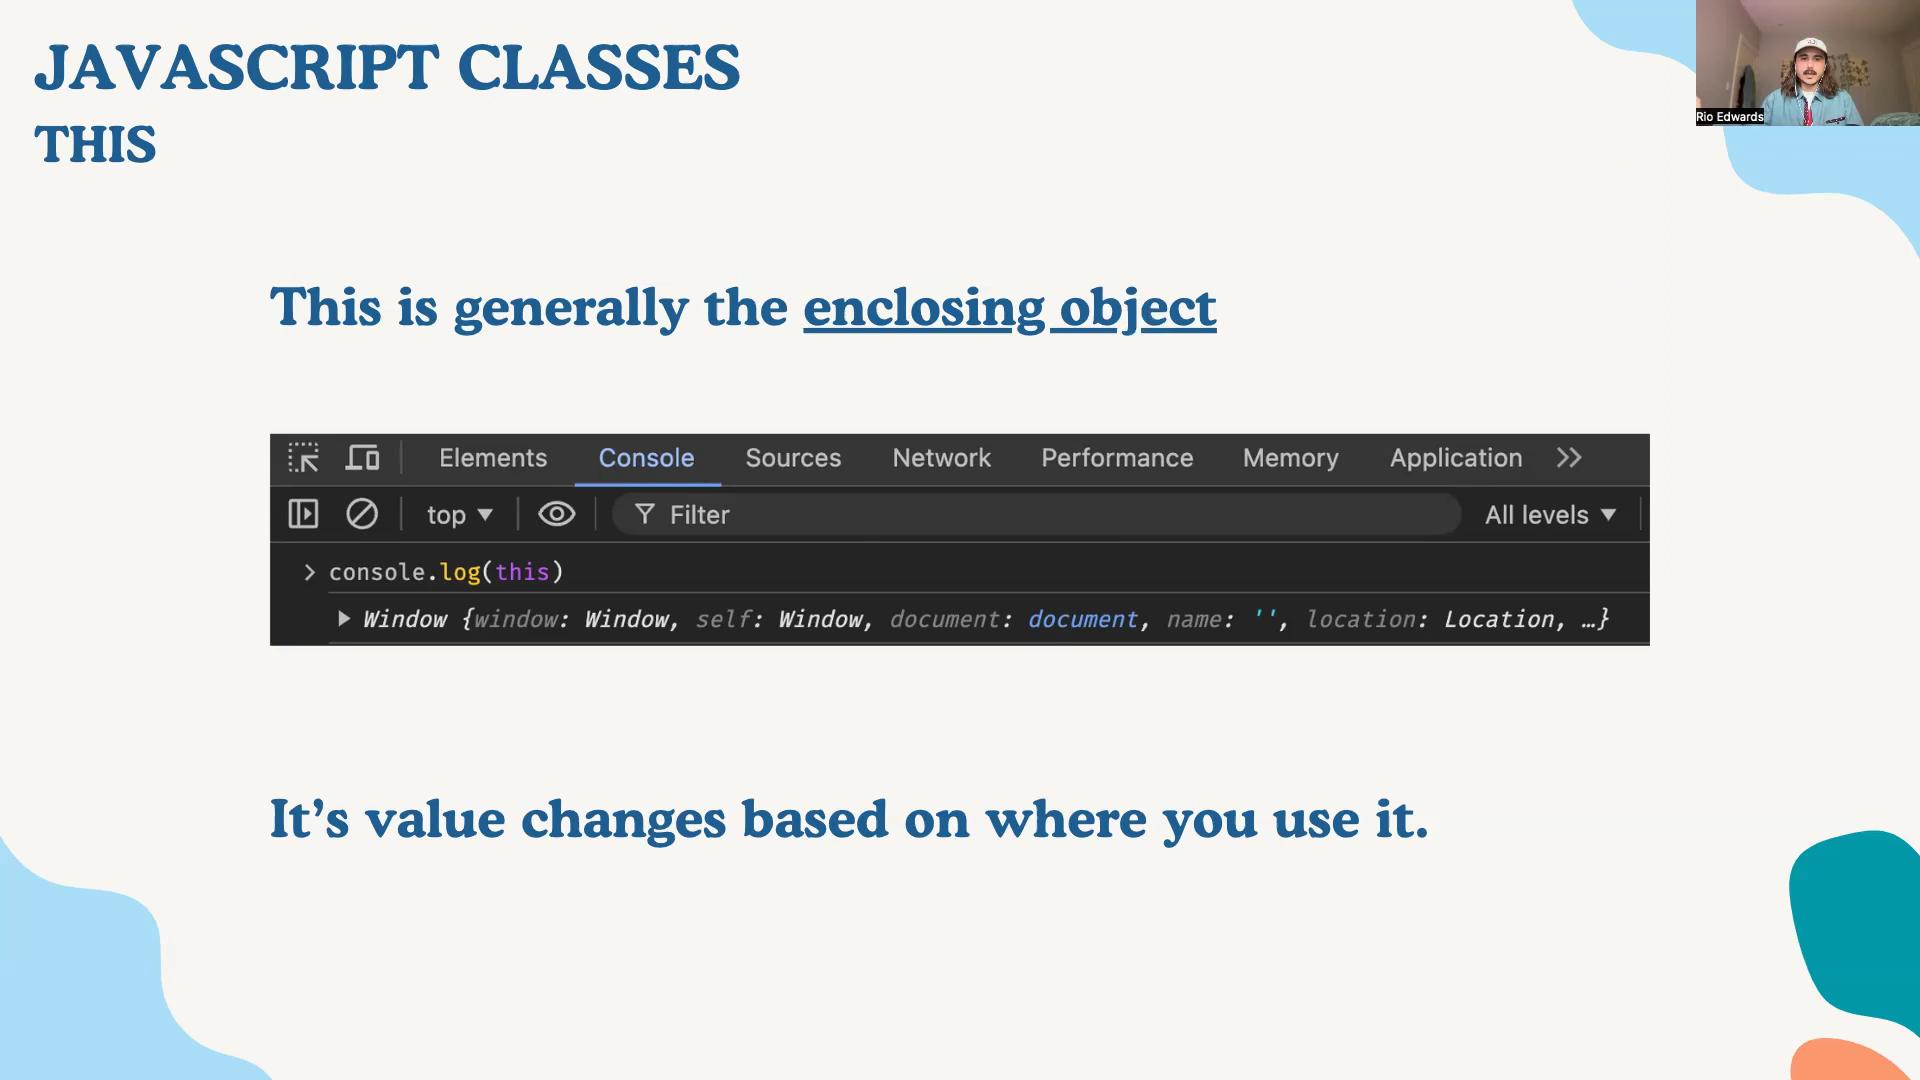 JAVASCRIPT CLASSES
THIS
Rio Edwards
This is generally the enclosing object
Elements Console Sources Network Performance Memory Application
top Filter All levels
console.log(this)
Window {window: Window, self: Window, document: document, name: '', location: Location, …}
It’s value changes based on where you use it.